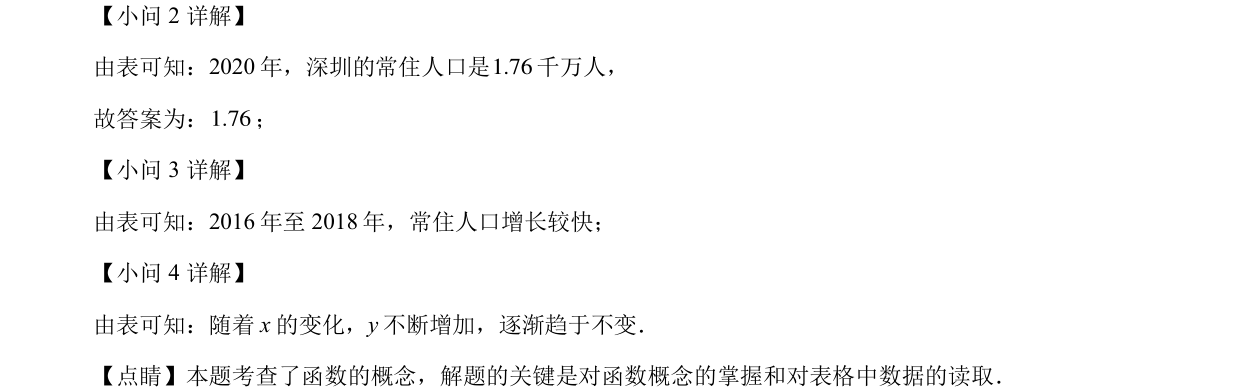 【小问 2 详解】
由表可知：2020 年，深圳的常住人口是1.76 千万人，
故答案为：1.76；
【小问 3 详解】
由表可知：2016 年至 2018 年，常住人口增长较快；
【小问 4 详解】
由表可知：随着 x 的变化，y 不断增加，逐渐趋于不变．
【点睛】本题考查了函数的概念，解题的关键是对函数概念的掌握和对表格中数据的读取．